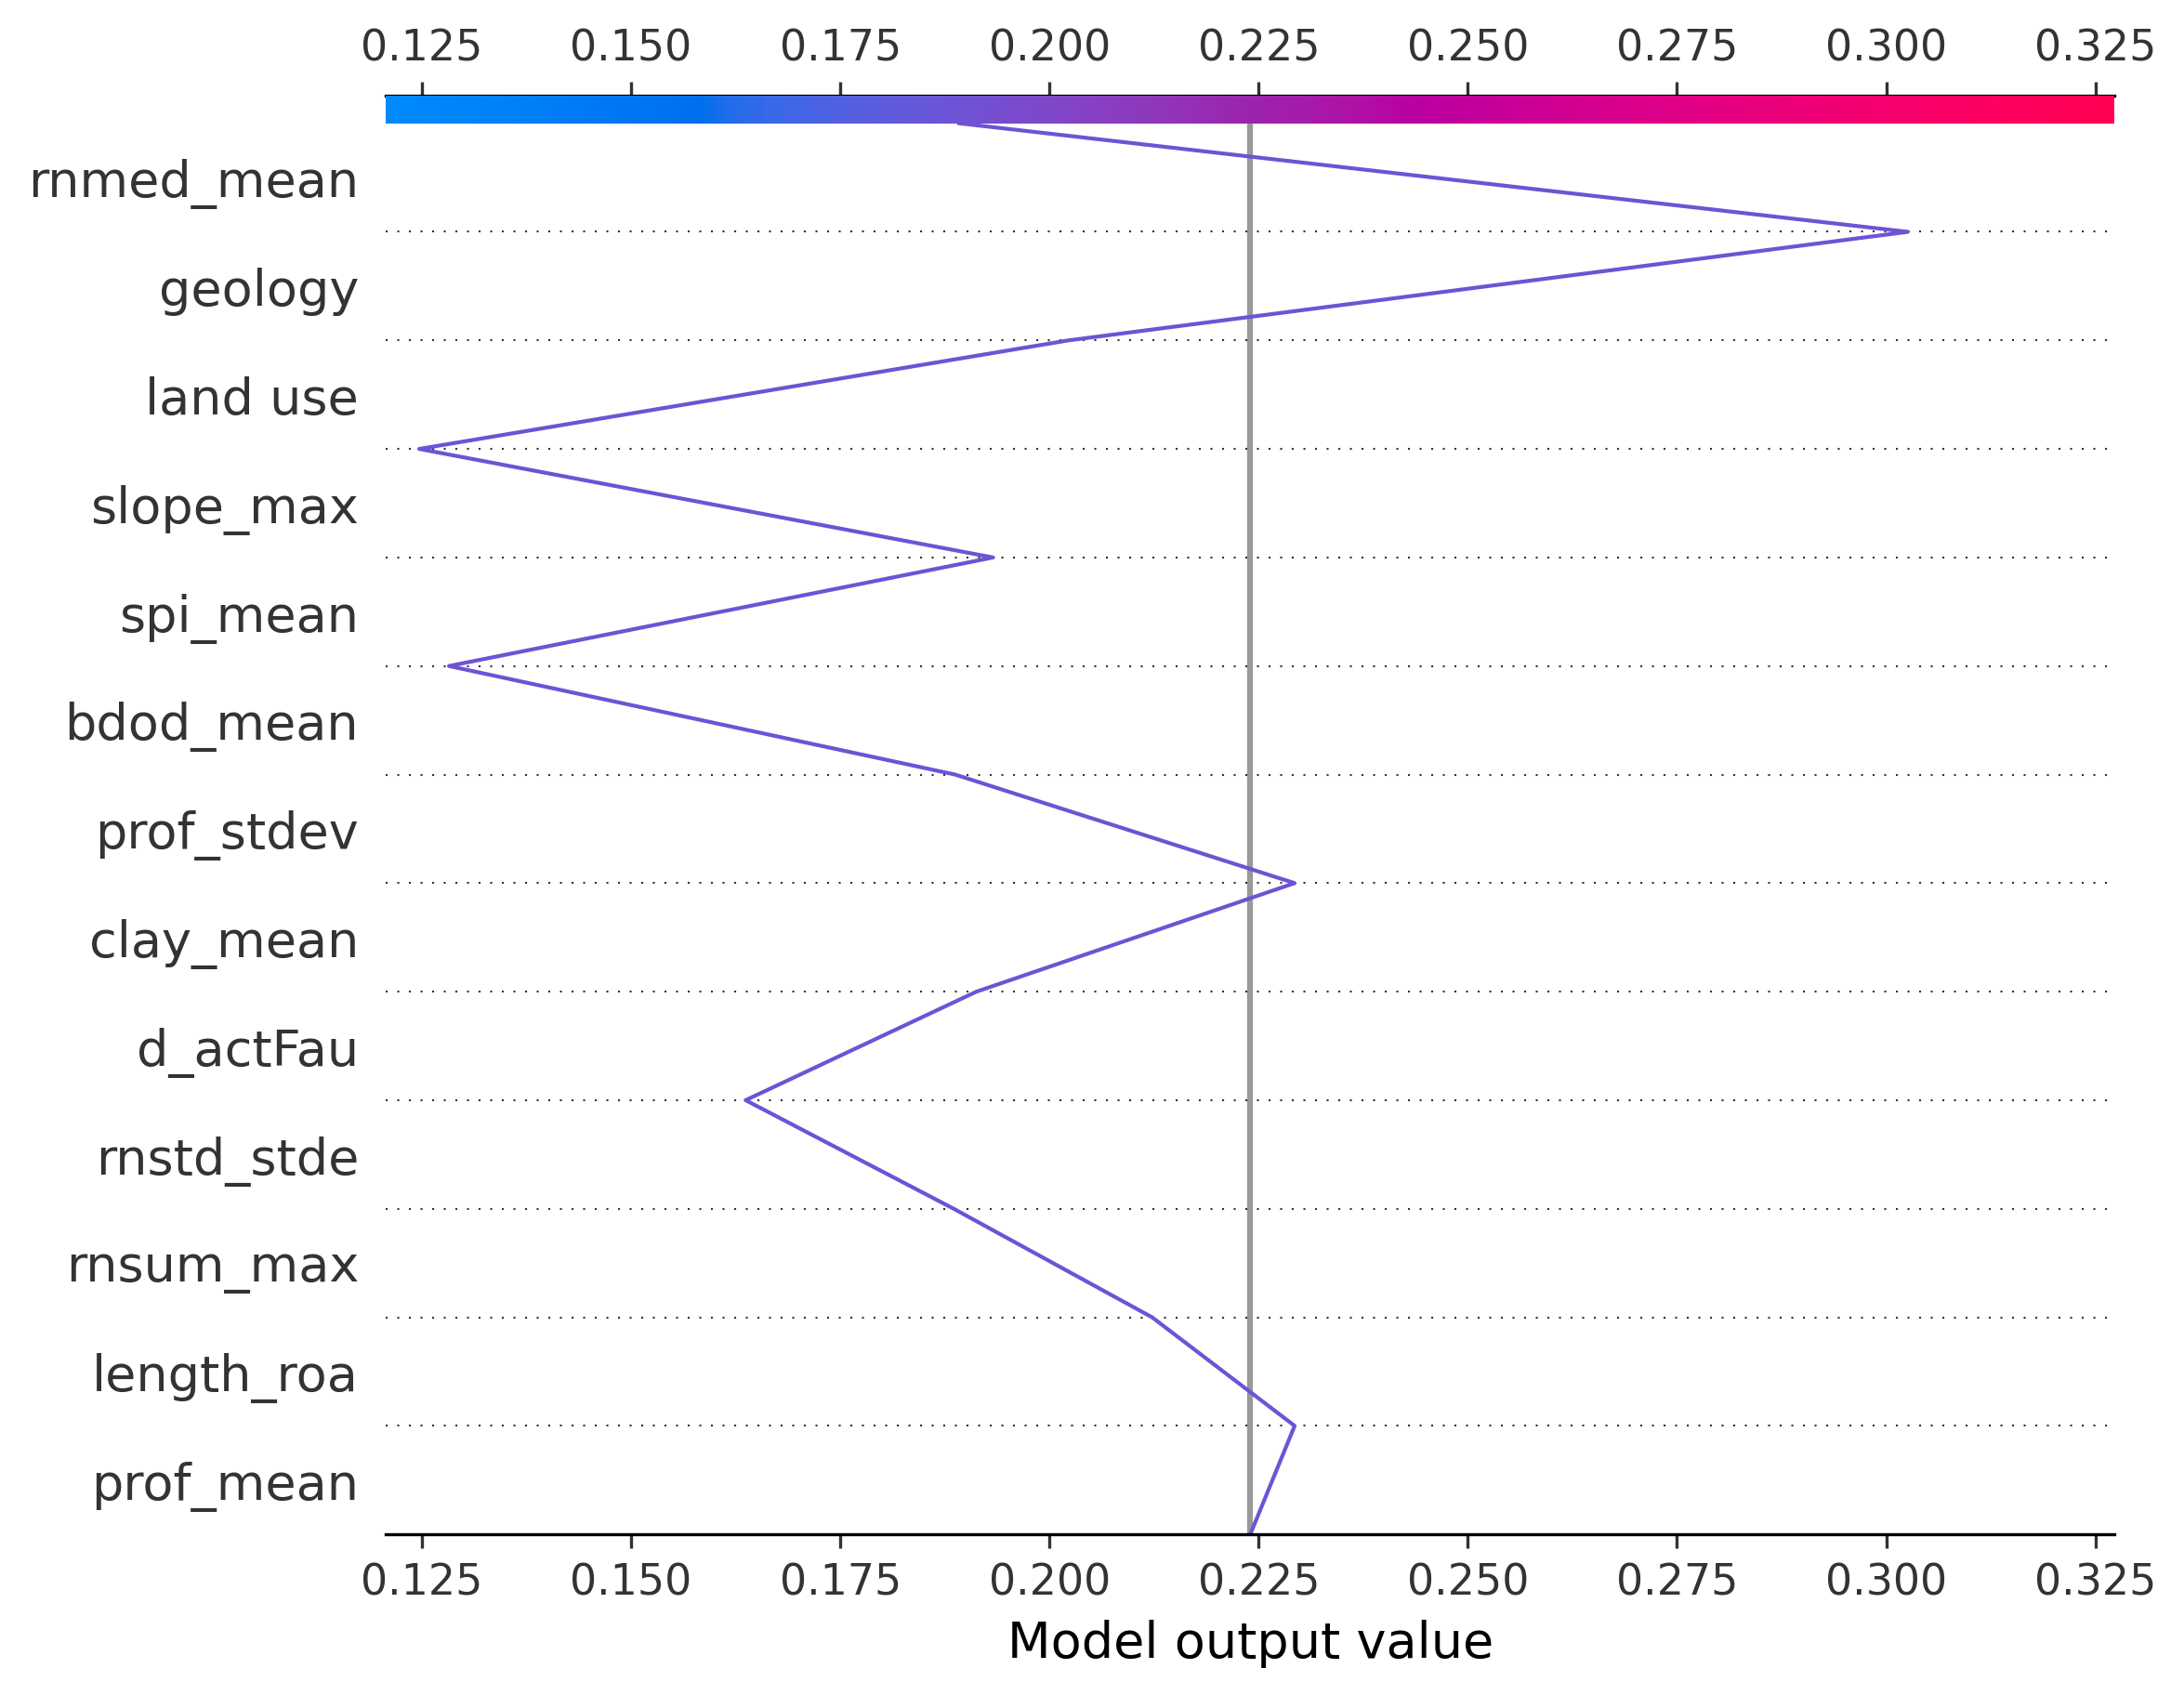 0.125 0.150 0.175 0.200 0.225 0.250 0.275 0.300 0.325
rnmed_mean
geology
land use
slope_max
spi_mean
bdod_mean
prof_stdev
clay_mean
d_actFau
rnstd_stde
rnsum_max
length_roa
prof_mean
0.125 0.150 0.175 0.200 0.225 0.250 0.275 0.300 0.325
Model output value